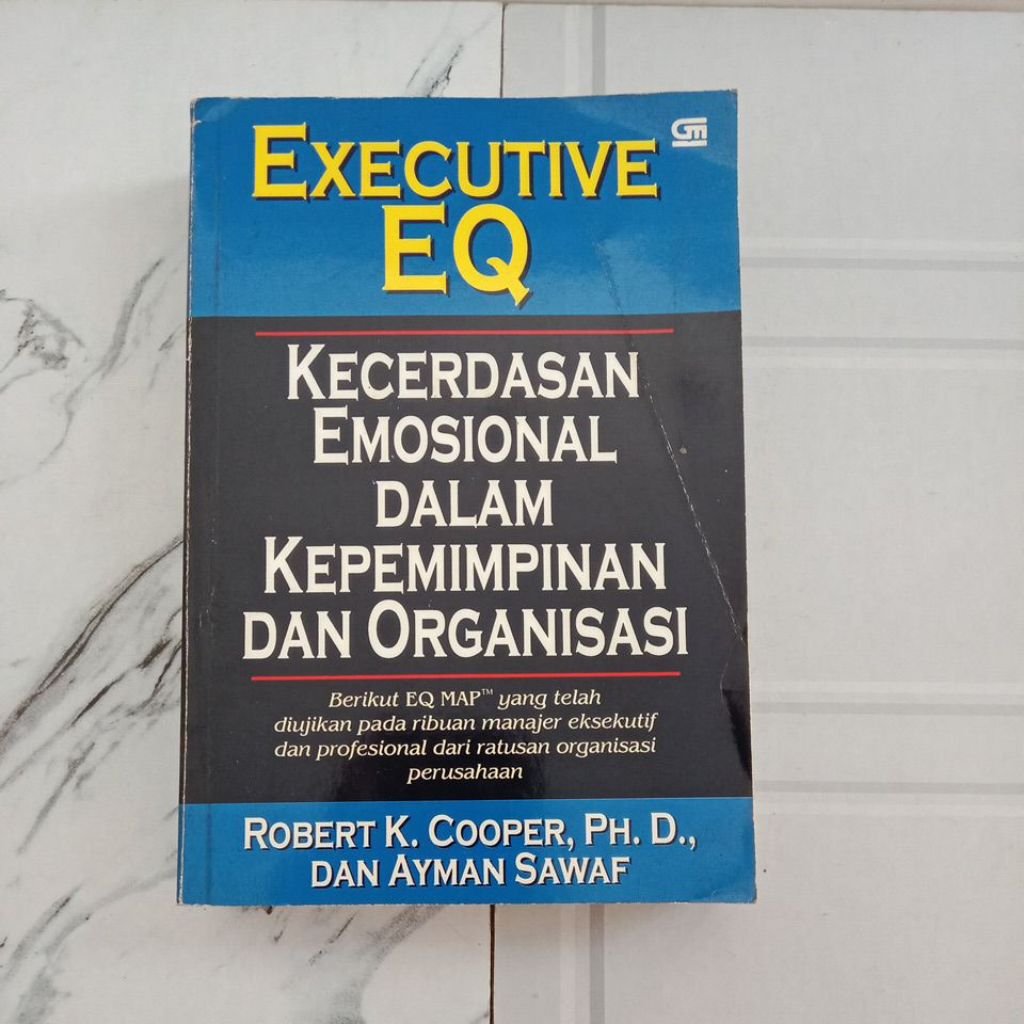 EXECUTIVE
EQ
KECERDASAN
EMOSIONAL
DALAM
KEPEMIMPINAN
DAN ORGANISASI
Berikut EQ MAP™ yang telah
diujikan pada ribuan manajer eksekutif
dan profesional dari ratusan organisasi
perusahaan
ROBERT K. COOPER, PH. D.,
DAN AYMAN SAWAF